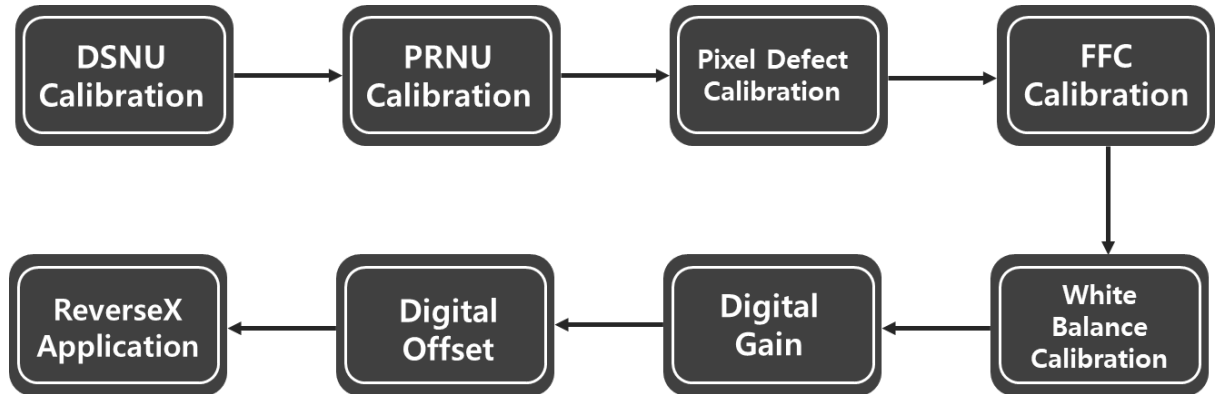 DSNU
Calibration
PRNU
Calibration
Pixel Defect
Calibration
FFC
Calibration
White
Balance
Calibration
Digital
Gain
Digital
Offset
ReverseX
Application